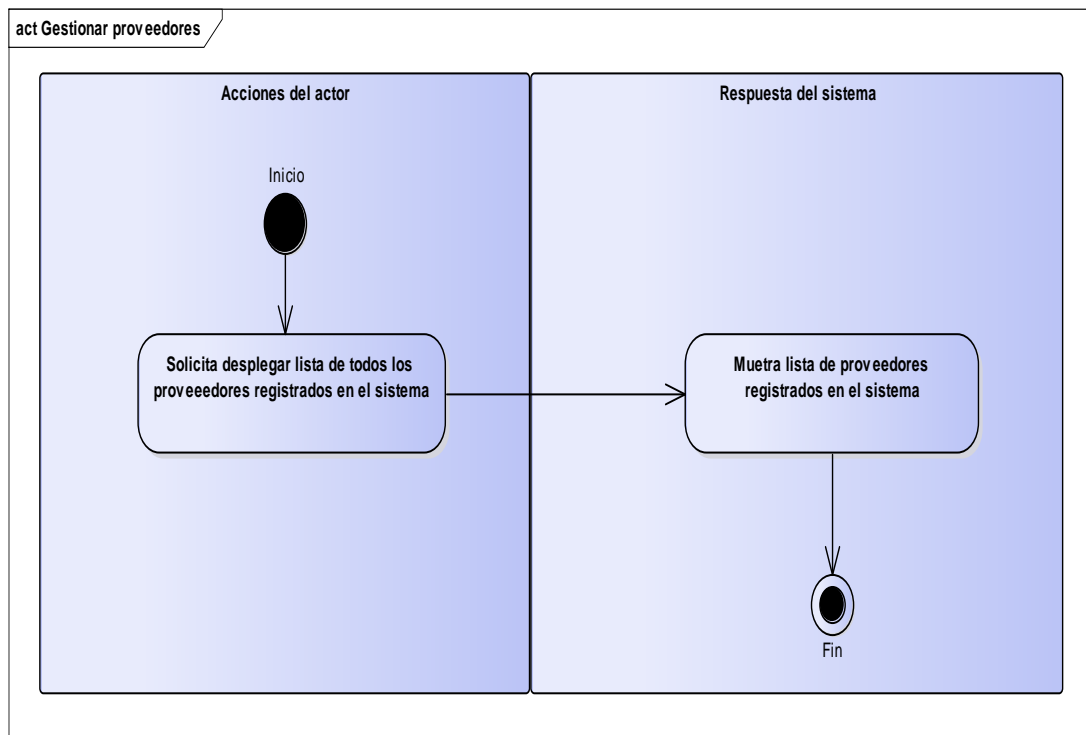 act Gestionar proveedores
Acciones del actor
Respuesta del sistema
Inicio
Solicita desplegar lista de todos los
proveeedores registrados en el sistema
Muetra lista de proveedores
registrados en el sistema
Fin